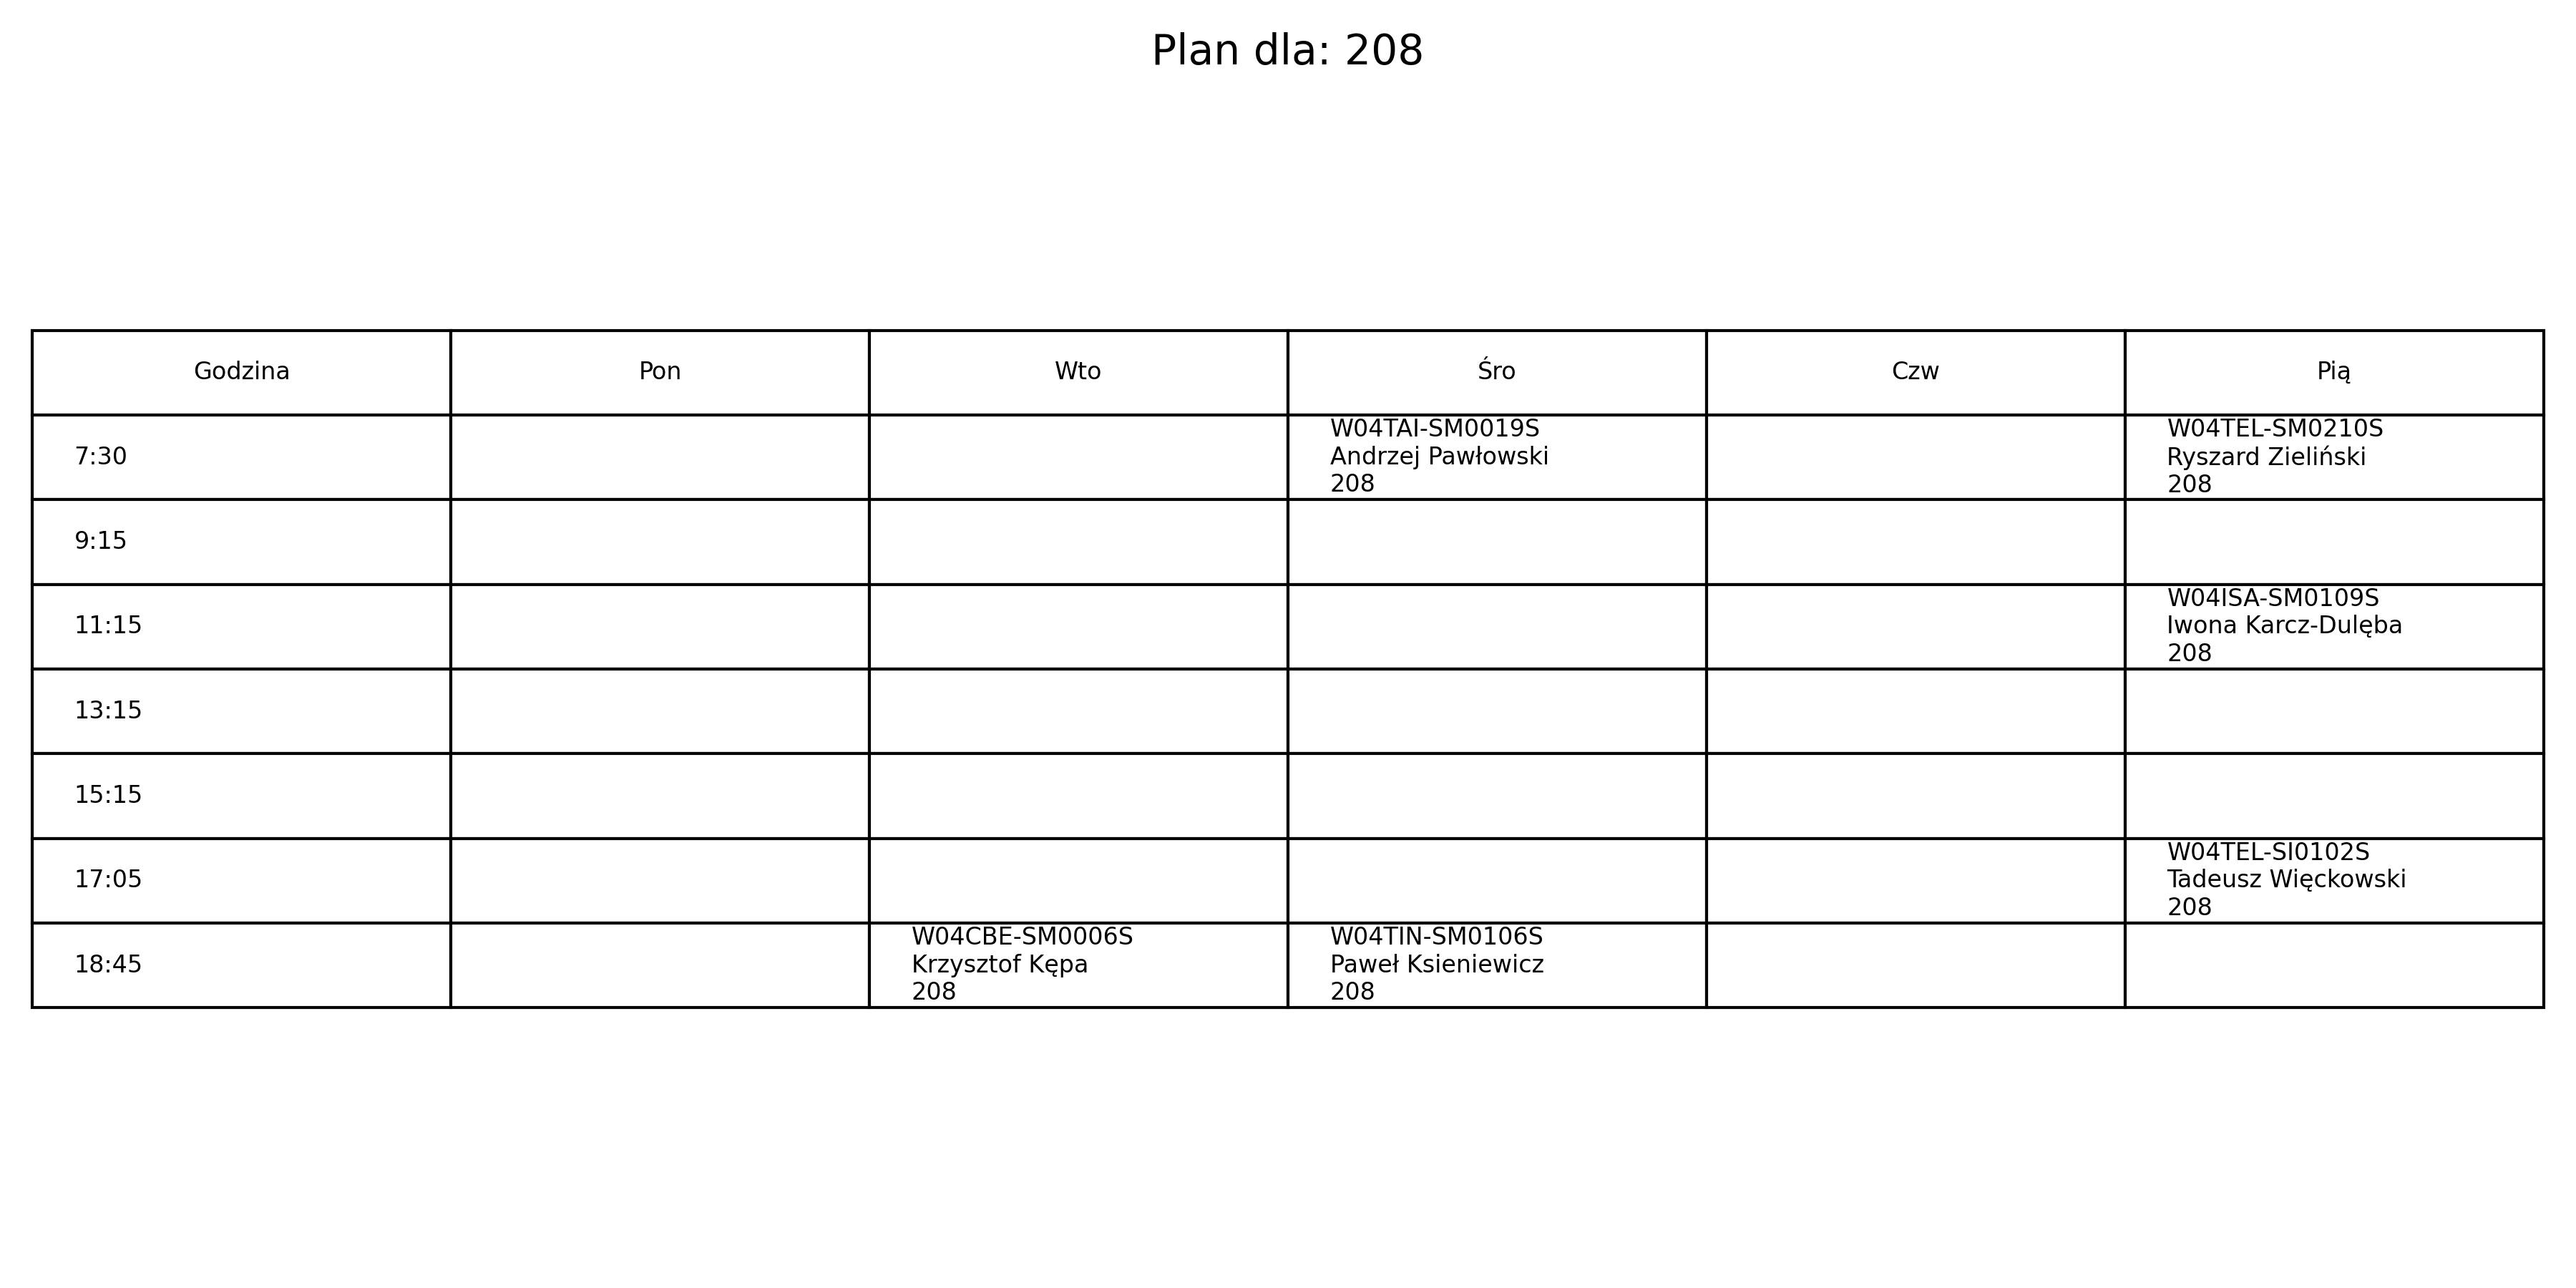 Plan dla: 208
Godzina Pon Wto Śro Czw Pią
7:30
W04TAI-SM0019S
Andrzej Pawłowski
208
W04TEL-SM0210S
Ryszard Zieliński
208
9:15
11:15
W04ISA-SM0109S
Iwona Karcz-Dulęba
208
13:15
15:15
17:05
W04TEL-SI0102S
Tadeusz Więckowski
208
18:45
W04CBE-SM0006S
Krzysztof Kępa
208
W04TIN-SM0106S
Paweł Ksieniewicz
208